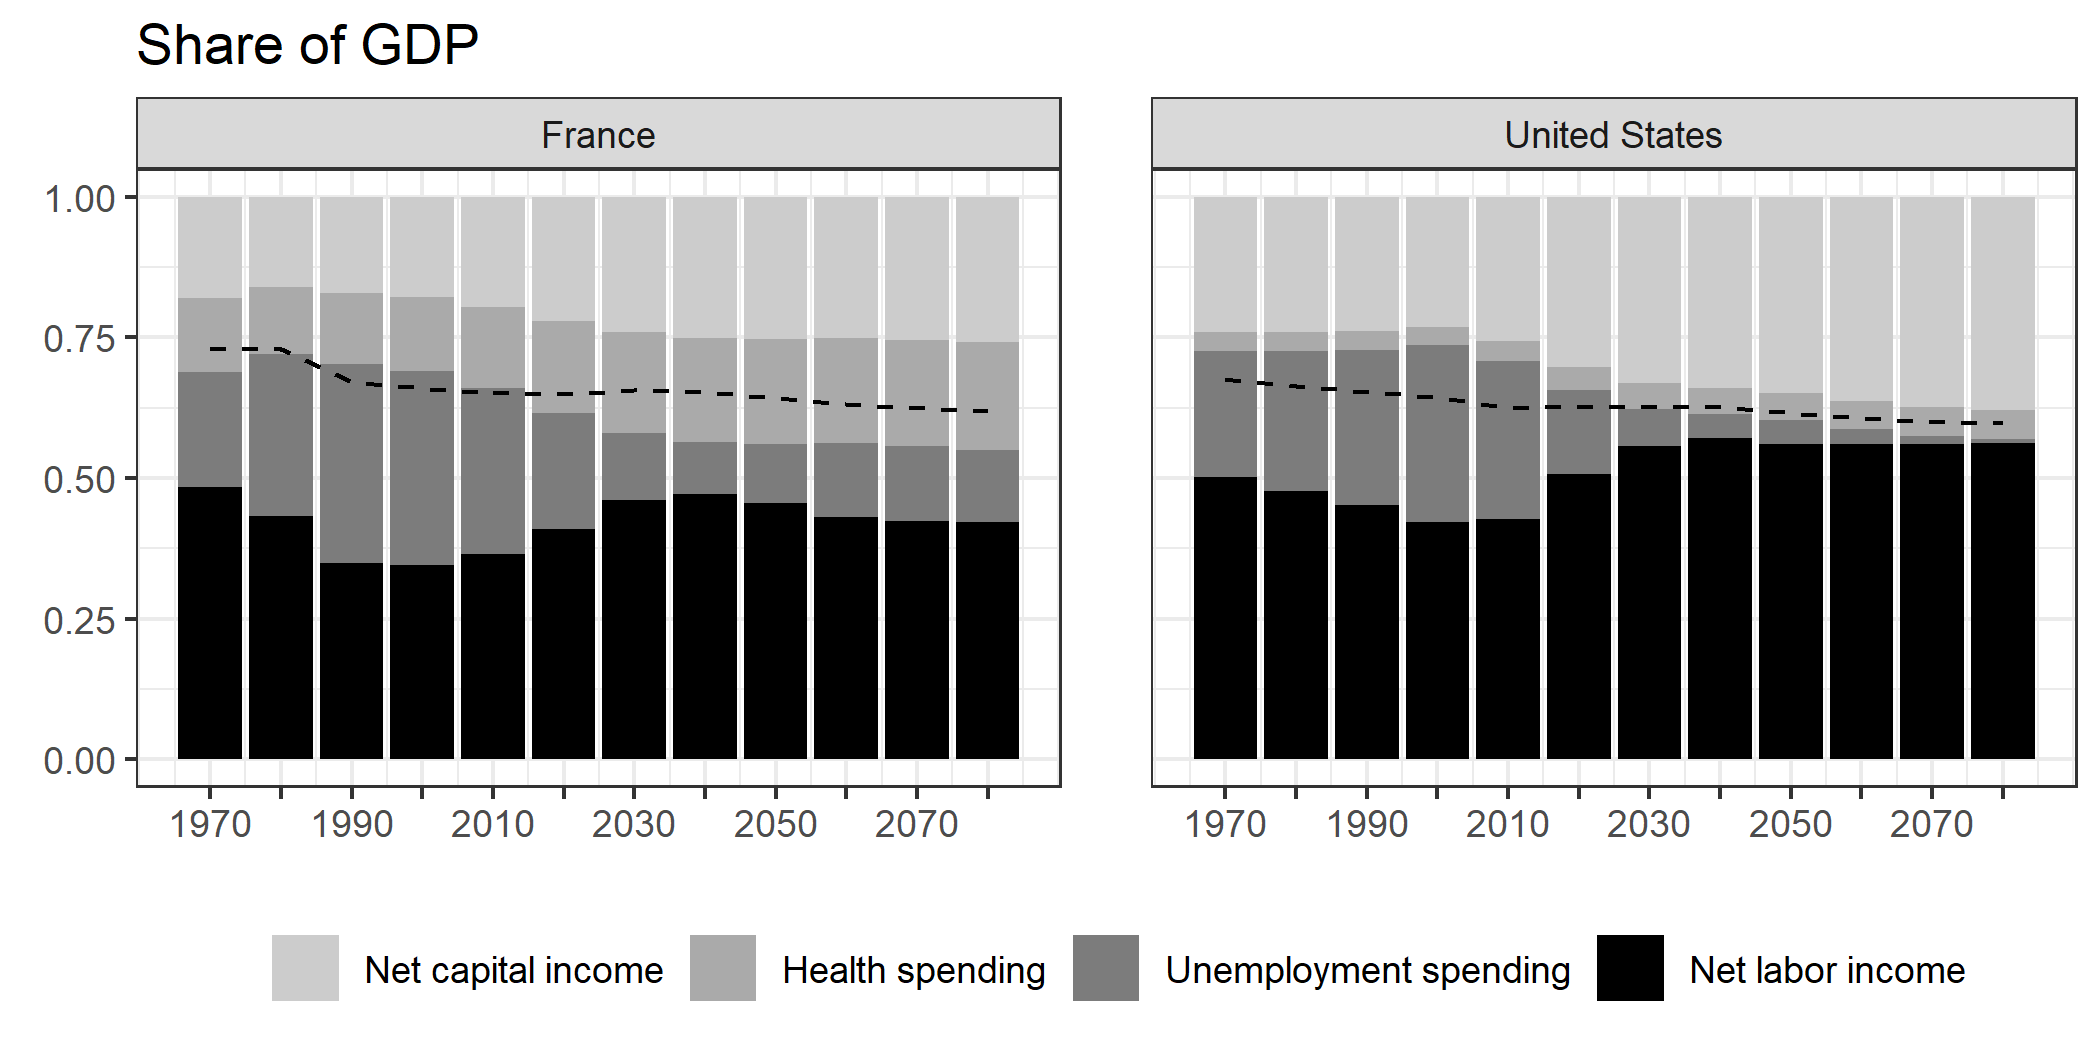 Share of GDP
France
United States
1.00
0.75
0.50
0.25
0.00
1970 1990 2010 2030 2050 2070
1970 1990 2010 2030 2050 2070
Net capital income Health spending Unemployment spending Net labor income